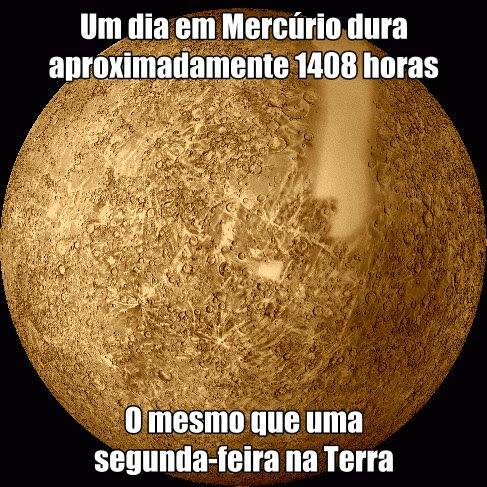 Um dia em Mercúrio dura
aproximadamente 1408 horas
O mesmo que uma
segunda-feira na Terra